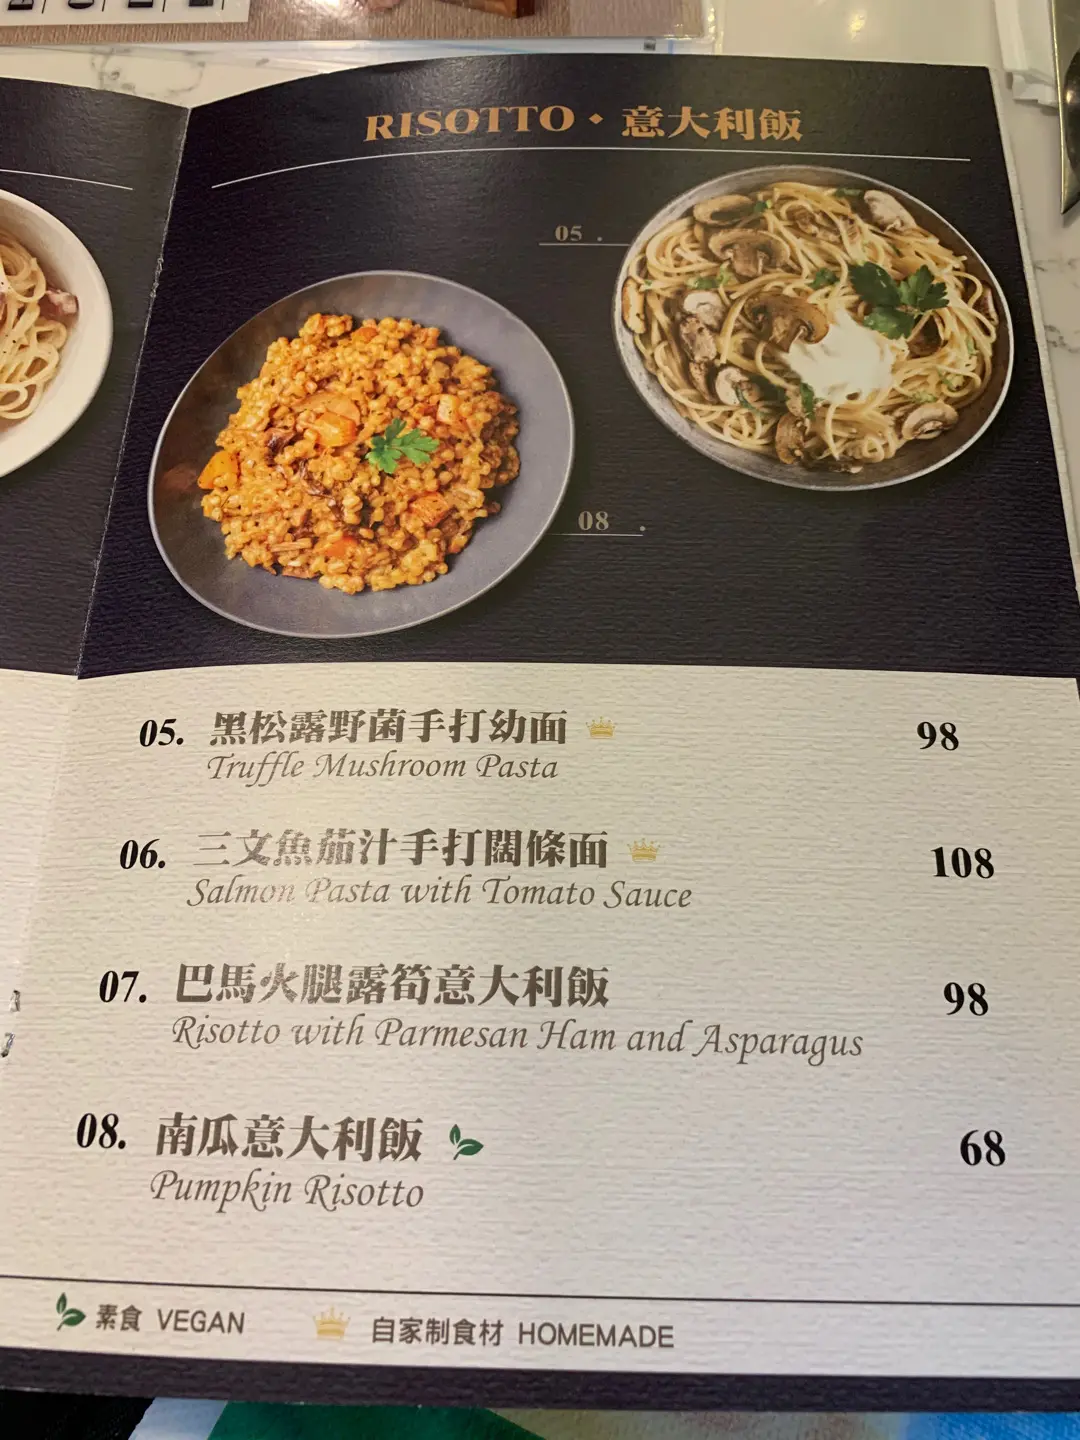 RISOTTO · 意大利飯
05 .
08 .
05. 黑松露野菌手打幼面 98
Truffle Mushroom Pasta
06. 三文魚茄汁手打闊條面 108
Salmon Pasta with Tomato Sauce
07. 巴馬火腿露筍意大利飯 98
Risotto with Parmesan Ham and Asparagus
08. 南瓜意大利飯 68
Pumpkin Risotto
素食 VEGAN 自家制食材 HOMEMADE